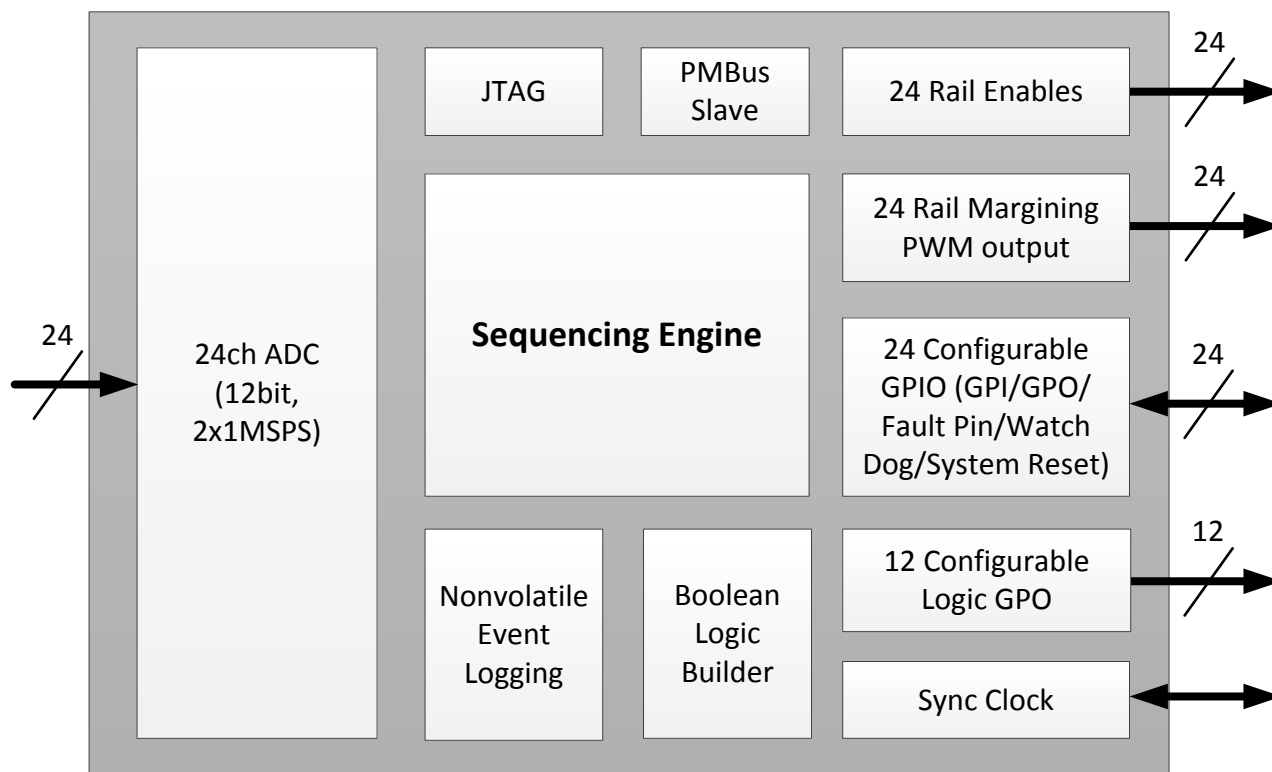 24
24ch ADC
(12bit,
2x1MSPS)
JTAG
PMBus
Slave
Sequencing Engine
Nonvolatile
Event
Logging
Boolean
Logic
Builder
24 Rail Enables
24
24 Rail Margining
PWM output
24
24 Configurable
GPIO (GPI/GPO/
Fault Pin/Watch
Dog/System Reset)
24
12 Configurable
Logic GPO
12
Sync Clock